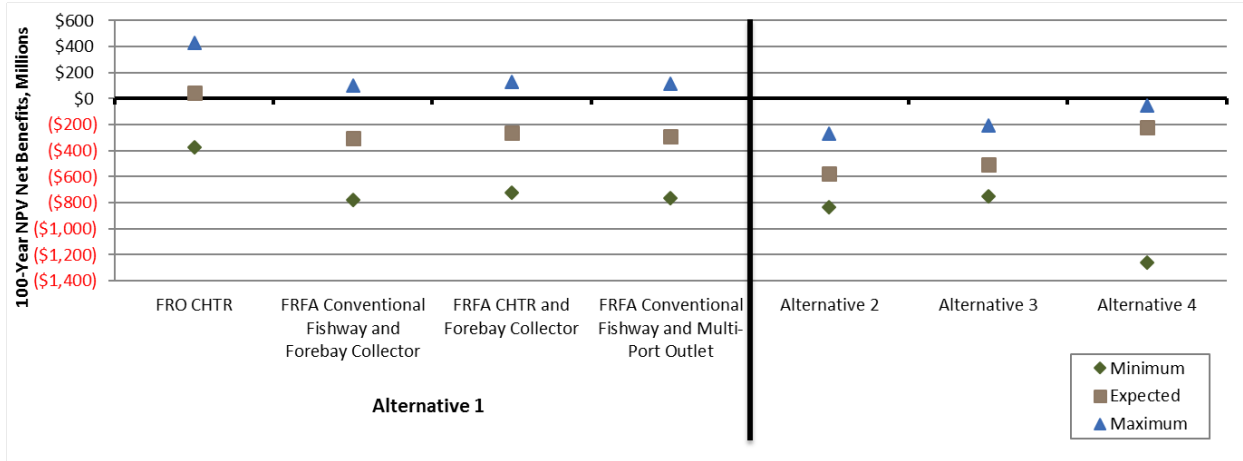 100-Year NPV Net Benefits, Millions
$600
$400
$200
$0
($200)
($400)
($600)
($800)
($1,000)
($1,200)
($1,400)
FRO CHTR
FRFA Conventional
Fishway and
Forebay Collector
FRFA CHTR and
Forebay Collector
FRFA Conventional
Fishway and Multi-
Port Outlet
Alternative 2
Alternative 3
Alternative 4
Alternative 1
Minimum
Expected
Maximum